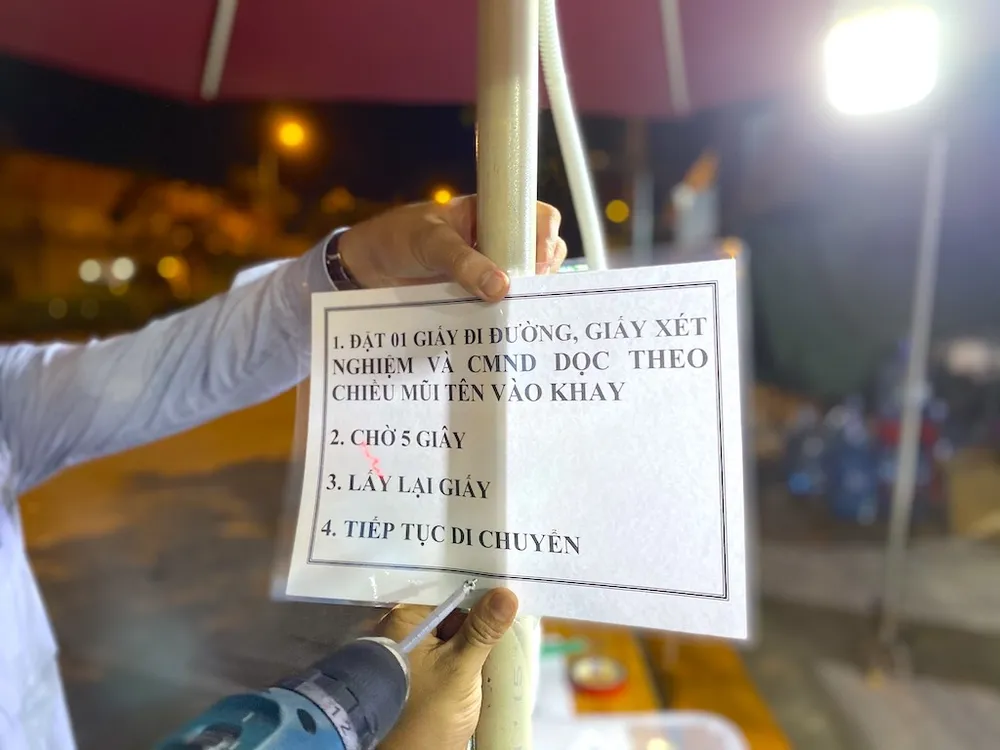 1. ĐẶT 01 GIẤY ĐI ĐƯỜNG, GIẤY XÉT
NGHIỆM VÀ CMND DỌC THEO
CHIỀU MŨI TÊN VÀO KHAY
2. CHỜ 5 GIÂY
3. LẤY LẠI GIẤY
4. TIẾP TỤC DI CHUYỂN